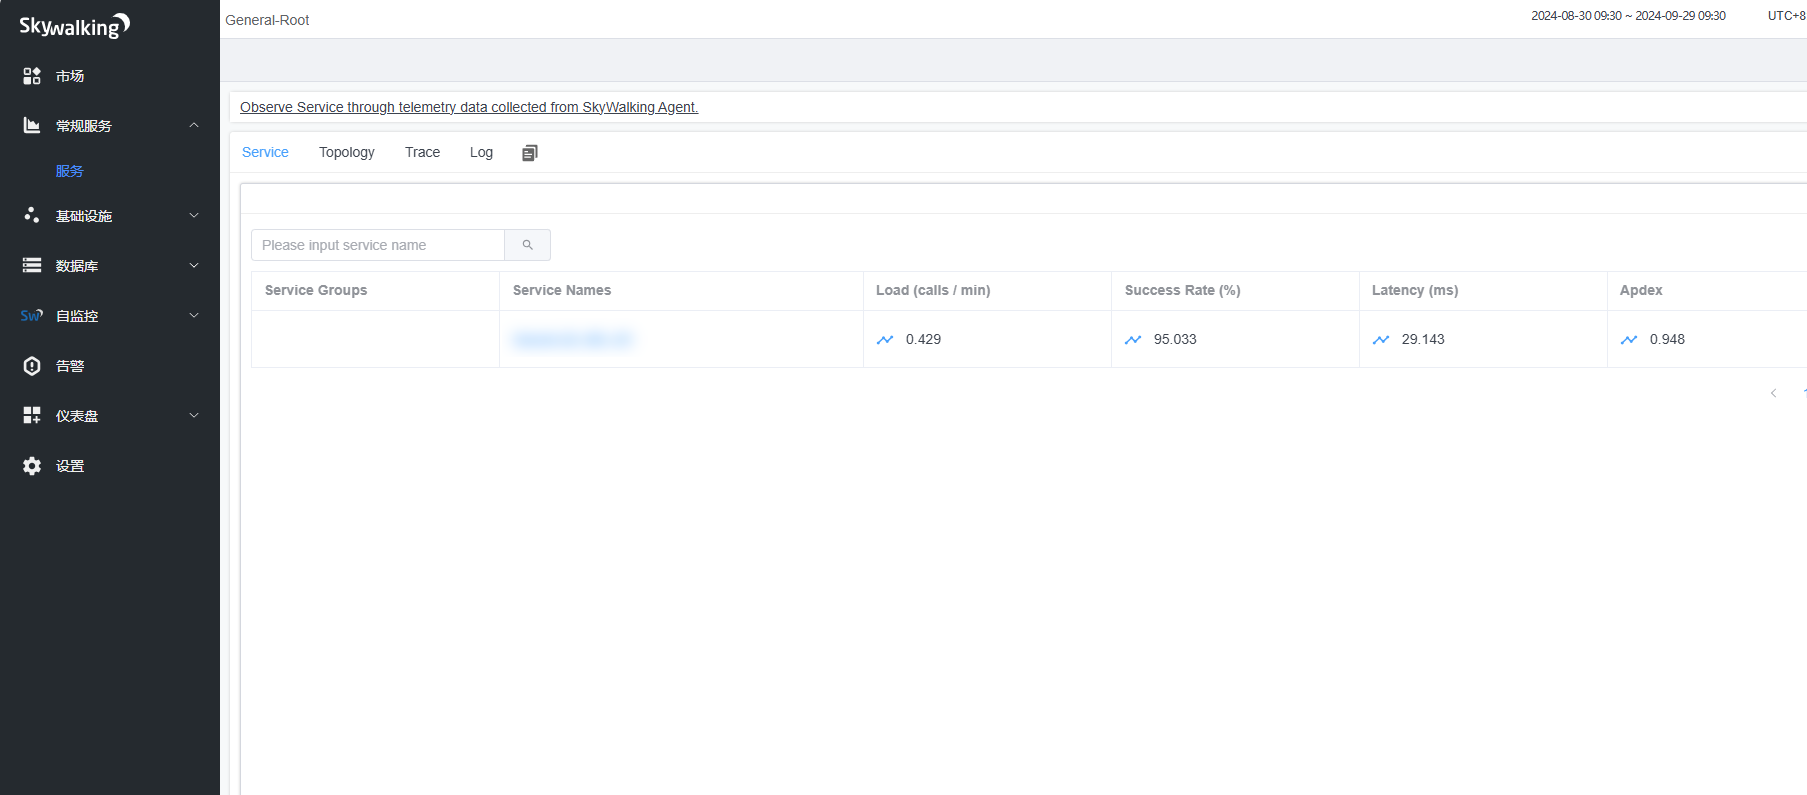 Skywalking
市场
常规服务
服务
基础设施
数据库
Sw 自监控
告警
仪表盘
设置
General-Root
2024-08-30 09:30 ~ 2024-09-29 09:30 UTC+8
Observe Service through telemetry data collected from SkyWalking Agent.
Service Topology Trace Log
Please input service name
Service Groups Service Names Load (calls / min) Success Rate (%) Latency (ms) Apdex
0.429 95.033 29.143 0.948